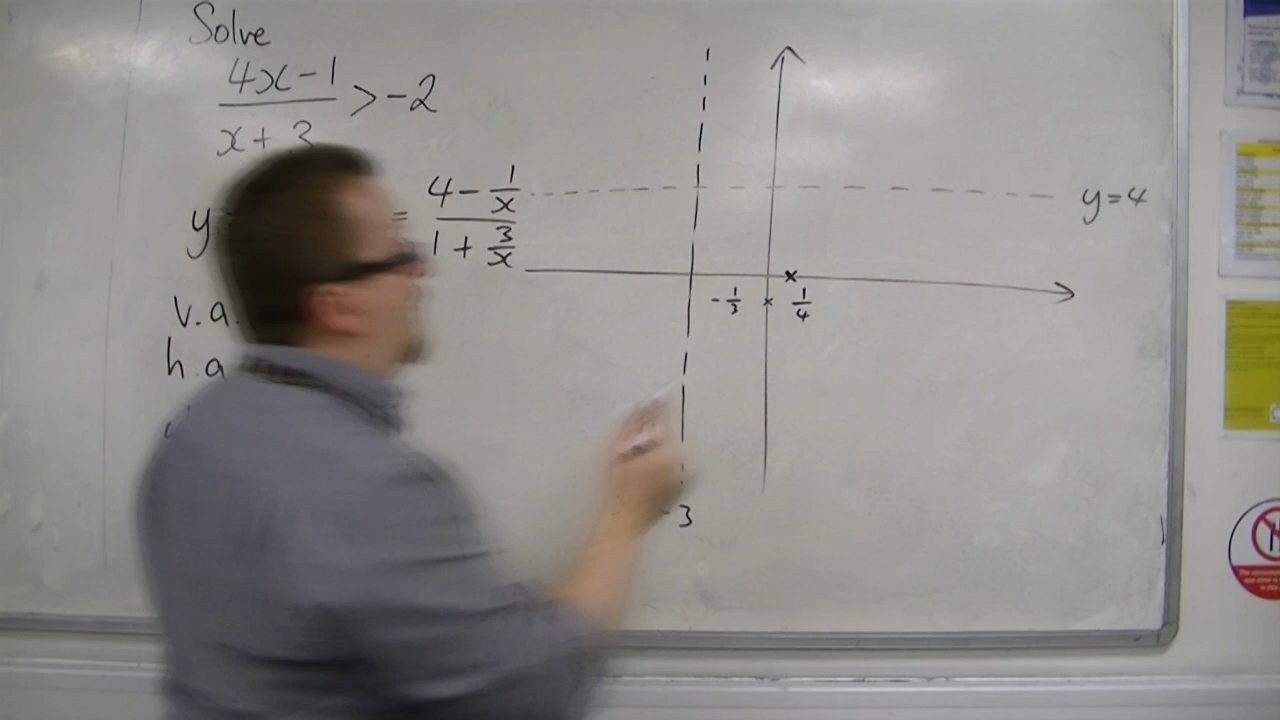 Solve
4x-1
x+3 > -2
y = 4 - 1/x
1 + 3/x
y=4
-1/3 × × 1/4
v.a.
h.a
-3